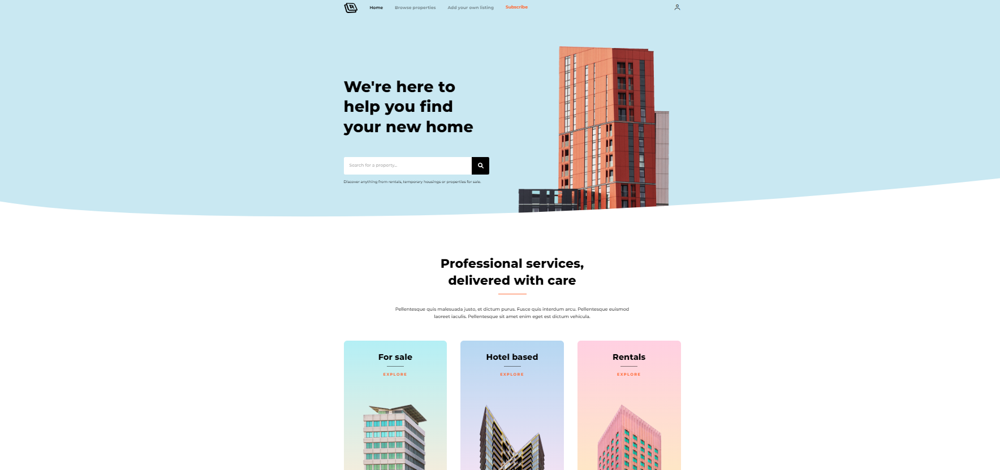 R
Home
Browse properties
Add your own listing
Subscribe
We're here to
help you find
your new home
Search for a property...
Discover anything from rentals, temporary housings or properties for sale.
Professional services,
delivered with care
Pellentesque quis malesuada justo, et dictum purus. Fusce quis interdum arcu. Pellentesque euismod
laoreet iaculis. Pellentesque sit amet enim eget est dictum vehicula.
For sale
EXPLORE
Hotel based
EXPLORE
Rentals
EXPLORE